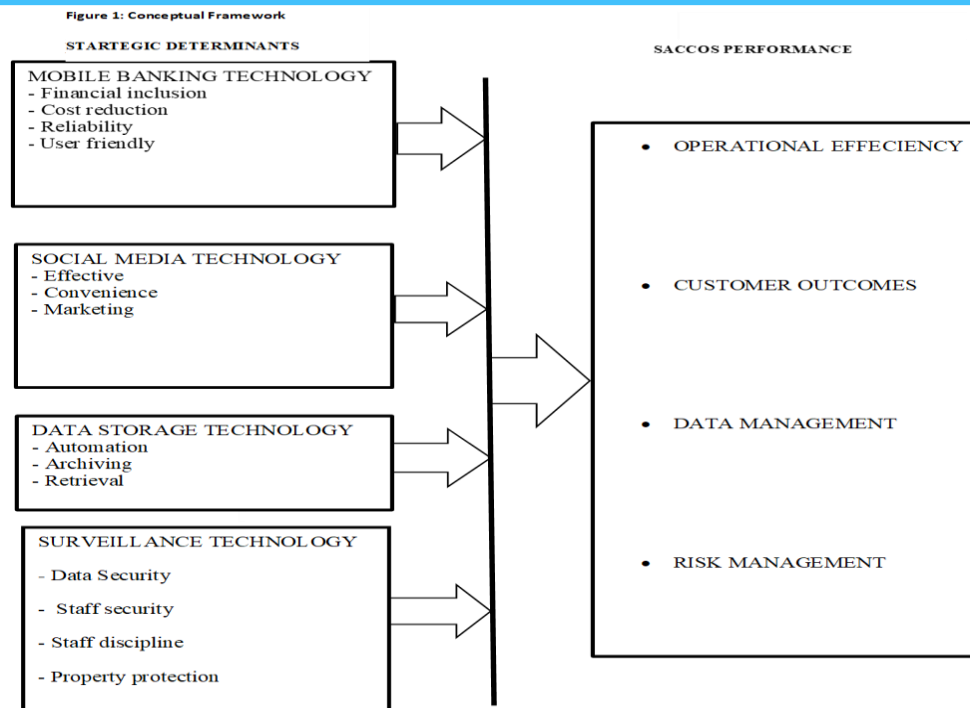 Figure 1: Conceptual Framework
STARTEGIC DETERMINANTS
SACCOS PERFORMANCE
MOBILE BANKING TECHNOLOGY
- Financial inclusion
- Cost reduction
- Reliability
- User friendly
SOCIAL MEDIA TECHNOLOGY
- Effective
- Convenience
- Marketing
DATA STORAGE TECHNOLOGY
- Automation
- Archiving
- Retrieval
SURVEILLANCE TECHNOLOGY
- Data Security
- Staff security
- Staff discipline
- Property protection
• OPERATIONAL EFFECIENCY
• CUSTOMER OUTCOMES
• DATA MANAGEMENT
• RISK MANAGEMENT